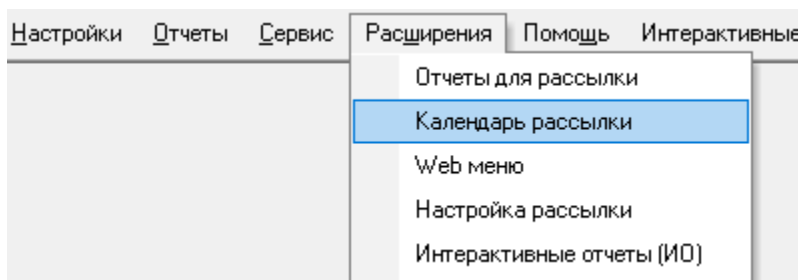 Настройки Отчеты Сервис Расширения Помощь Интерактивные
Отчеты для рассылки
Календарь рассылки
Web меню
Настройка рассылки
Интерактивные отчеты (ИО)